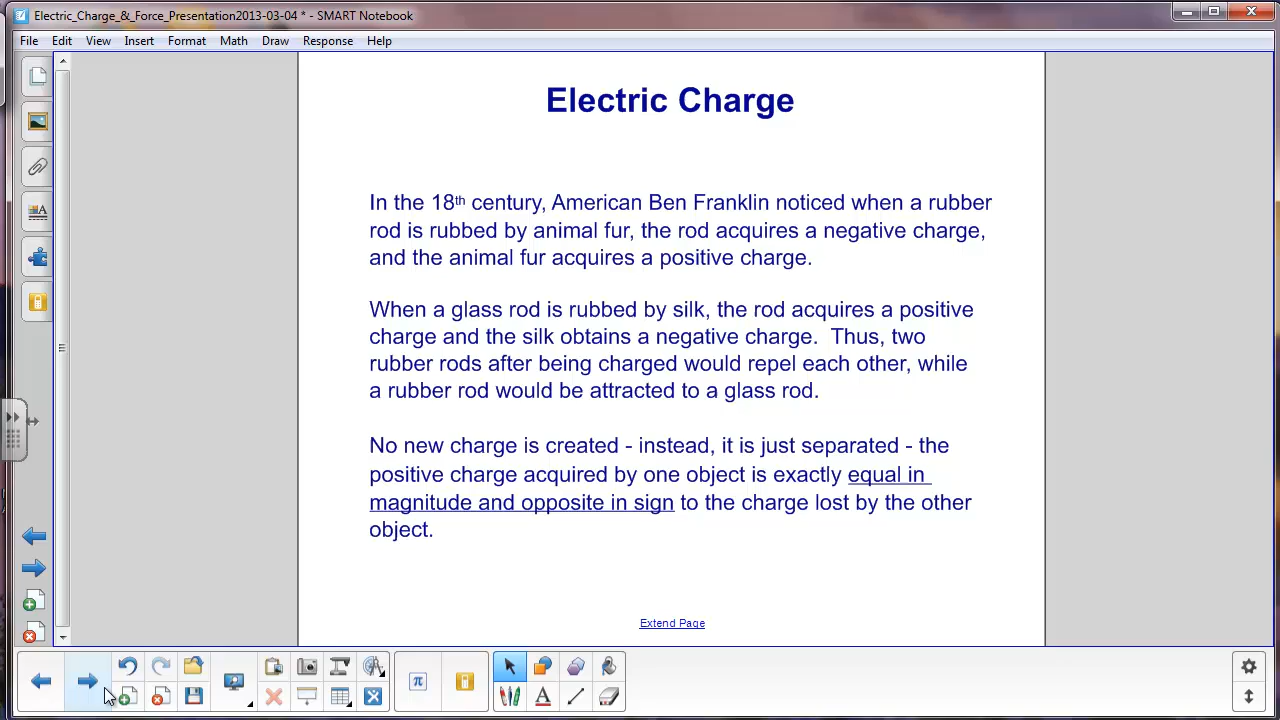 Electric_Charge_&_Force_Presentation2013-03-04 * - SMART Notebook
File Edit View Insert Format Math Draw Response Help
Electric Charge
In the 18th century, American Ben Franklin noticed when a rubber
rod is rubbed by animal fur, the rod acquires a negative charge,
and the animal fur acquires a positive charge.
When a glass rod is rubbed by silk, the rod acquires a positive
charge and the silk obtains a negative charge.  Thus, two
rubber rods after being charged would repel each other, while
a rubber rod would be attracted to a glass rod.
No new charge is created - instead, it is just separated - the
positive charge acquired by one object is exactly equal in
magnitude and opposite in sign to the charge lost by the other
object.
Extend Page